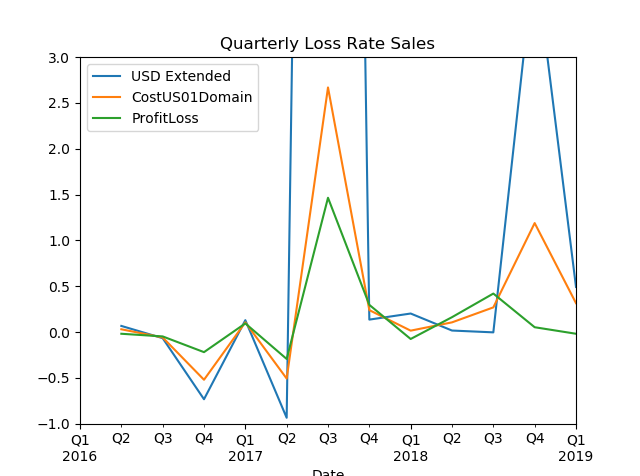 Quarterly Loss Rate Sales
3.0
2.5
2.0
1.5
1.0
0.5
0.0
−0.5
−1.0
USD Extended
CostUS01Domain
ProfitLoss
Q1 Q2 Q3 Q4 Q1 Q2 Q3 Q4 Q1 Q2 Q3 Q4 Q1
2016 2017 2018 2019
Date